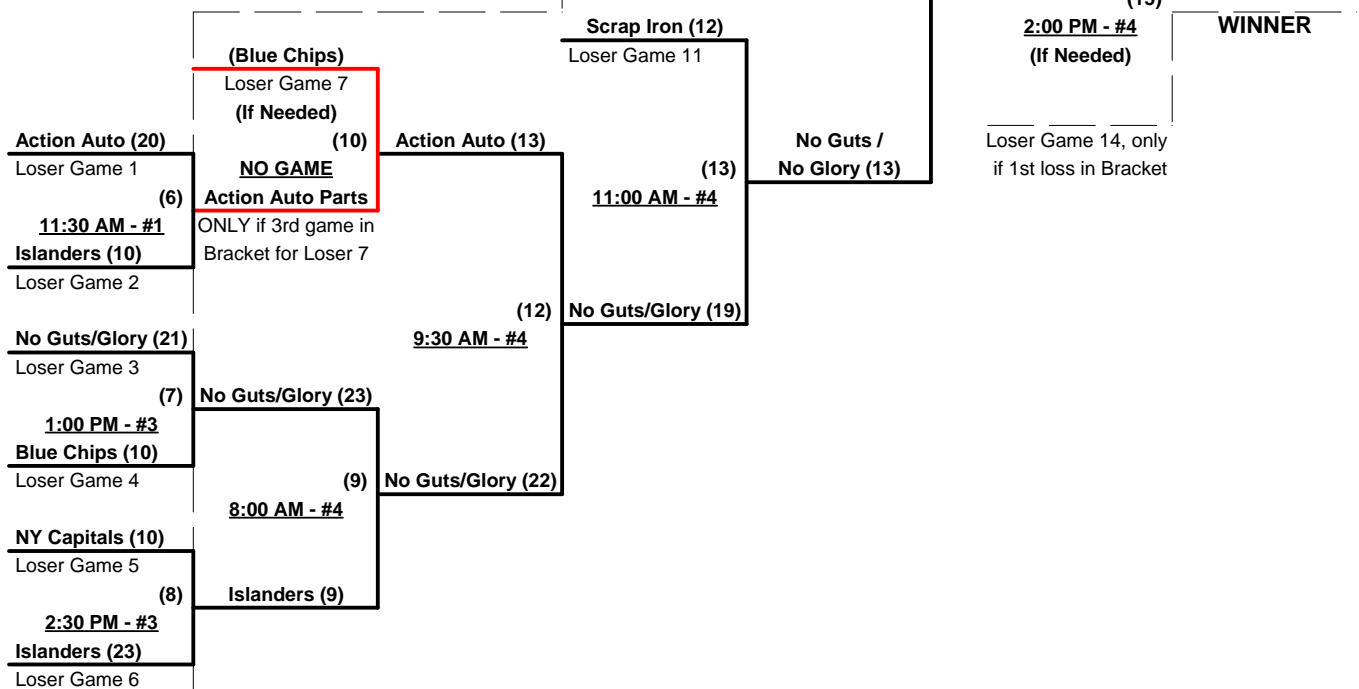 (15)
Scrap Iron (12)
2:00 PM - #4
WINNER
(Blue Chips)
Loser Game 11
(If Needed)
Loser Game 7
(If Needed)
Action Auto (20)
(10)
Action Auto (13)
No Guts /
Loser Game 14, only
Loser Game 1
NO GAME
(13)
No Glory (13)
if 1st loss in Bracket
(6)
Action Auto Parts
11:00 AM - #4
11:30 AM - #1
ONLY if 3rd game in
Islanders (10)
Bracket for Loser 7
Loser Game 2
(12)
No Guts/Glory (19)
No Guts/Glory (21)
9:30 AM - #4
Loser Game 3
(7)
No Guts/Glory (23)
1:00 PM - #3
Blue Chips (10)
Loser Game 4
(9)
No Guts/Glory (22)
8:00 AM - #4
NY Capitals (10)
Loser Game 5
(8)
Islanders (9)
2:30 PM - #3
Islanders (23)
Loser Game 6